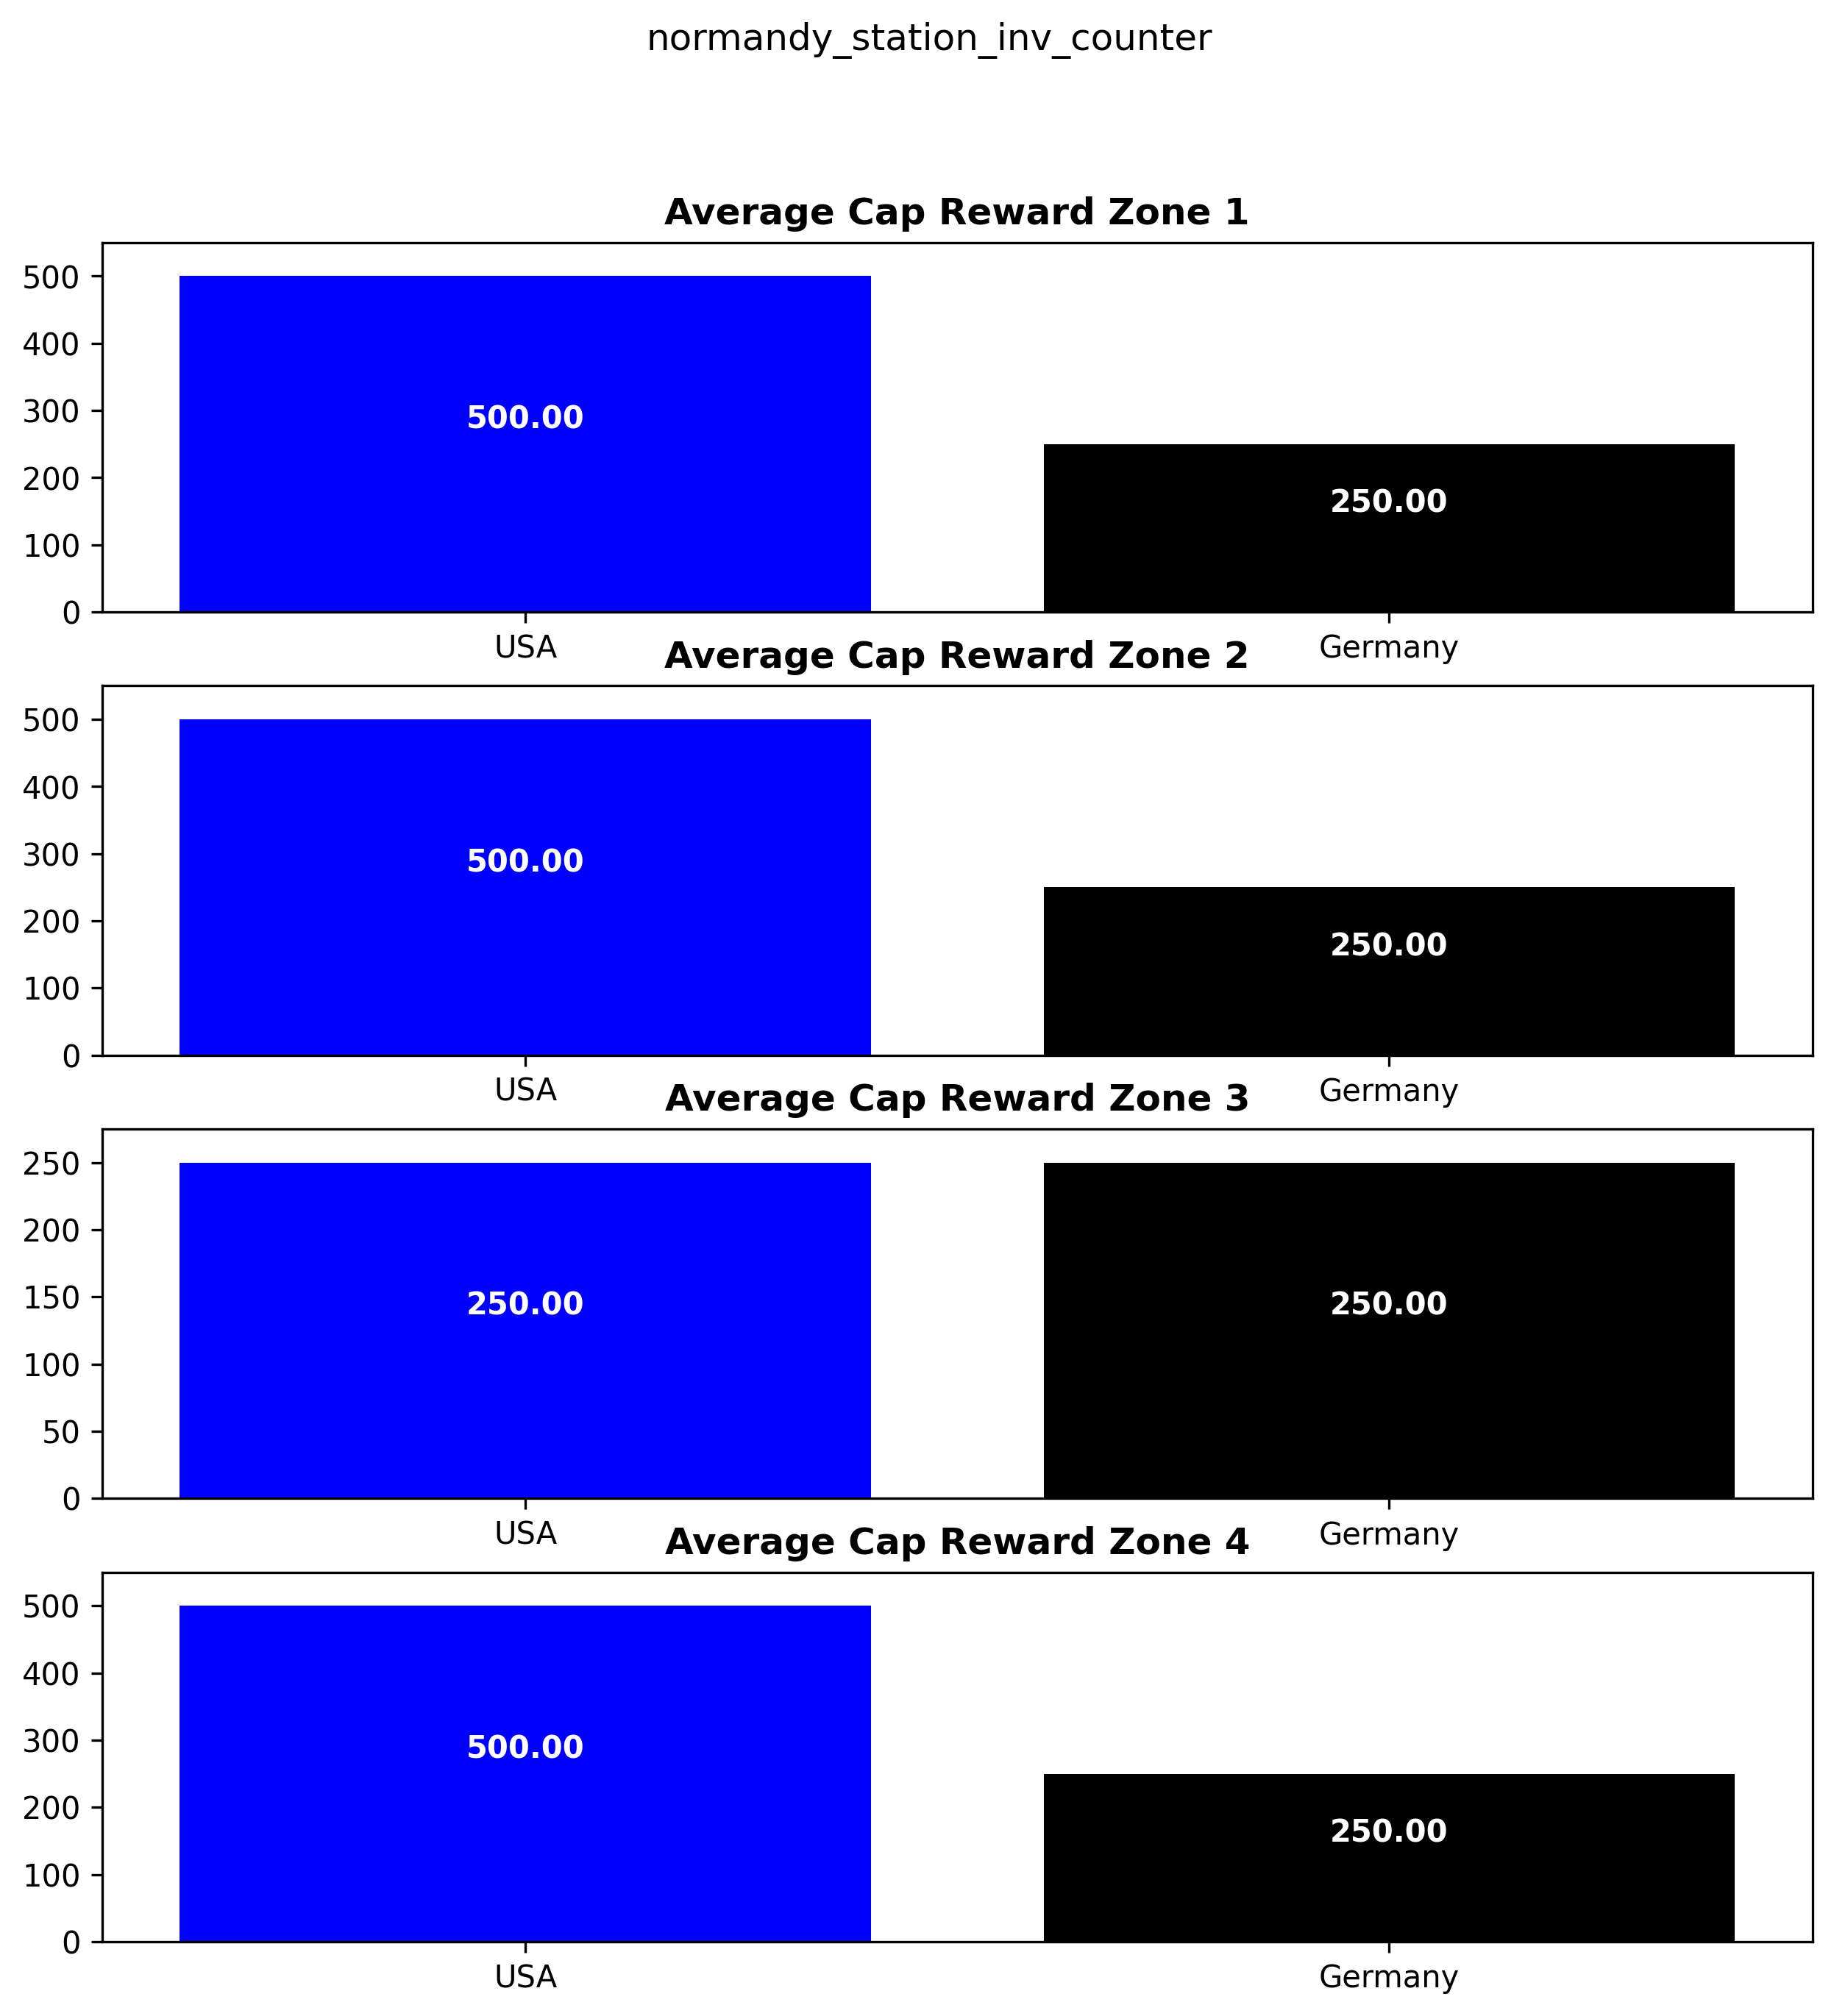 normandy_station_inv_counter
Average Cap Reward Zone 1
500
400
300
200
100
0
500.00
250.00
USA
Germany
Average Cap Reward Zone 2
500
400
300
200
100
0
500.00
250.00
USA
Germany
Average Cap Reward Zone 3
250
200
150
100
50
0
250.00
250.00
USA
Germany
Average Cap Reward Zone 4
500
400
300
200
100
0
500.00
250.00
USA
Germany